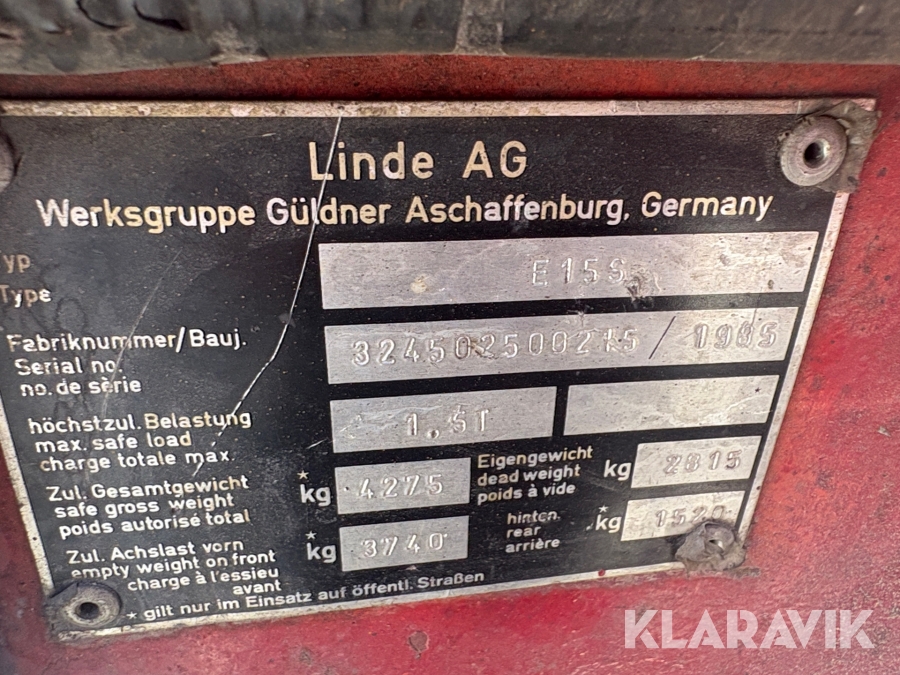 Linde AG
Werksgruppe Güldner Aschaffenburg, Germany
yp
Type
E15S
Fabriknummer/Bauj.
Serial no.
no. de série
324502500215 / 1985
höchstzul. Belastung
max. safe load
charge totale max.
1.5T
Zul. Gesamtgewicht
safe gross weight
poids autorisé total
* kg 4275
Eigengewicht
dead weight
poids à vide
kg 2815
Zul. Achslast vorn
empty weight on front
charge à l'essieu
avant
* kg 3740
hinten
rear
arrière
* kg 1520
* gilt nur im Einsatz auf öffentl. Straßen
KLARAVIK